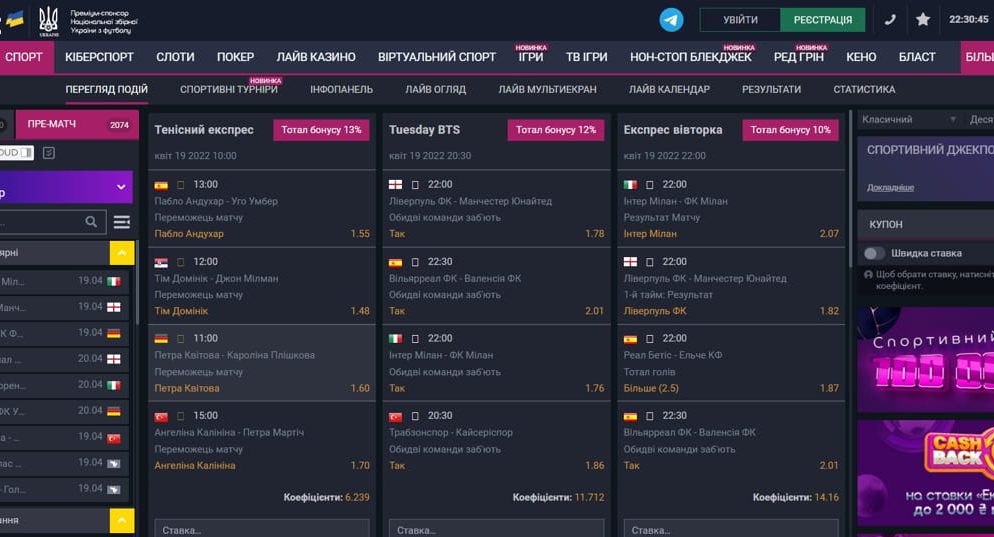 Преміум-спонсор
Національної збірної
України з футболу
УВІЙТИ
РЕЄСТРАЦІЯ
22:30:45
СПОРТ
КІБЕРСПОРТ
СЛОТИ
ПОКЕР
ЛАЙВ КАЗИНО
ВІРТУАЛЬНИЙ СПОРТ
НОВИНКА
ІГРИ
ТВ ІГРИ
НОВИНКА
НОН-СТОП БЛЕКДЖЕК
НОВИНКА
РЕД ГРІН
КЕНО
БЛАСТ
БІЛЬ
ПЕРЕГЛЯД ПОДІЙ
НОВИНКА
СПОРТИВНІ ТУРНІРИ
ІНФОПАНЕЛЬ
ЛАЙВ ОГЛЯД
ЛАЙВ МУЛЬТИЕКРАН
ЛАЙВ КАЛЕНДАР
РЕЗУЛЬТАТИ
СТАТИСТИКА
ПРЕ-МАТЧ 2074
OUD
р
ярні
Міл... 19.04
Манч... 19.04
К Ф... 19.04
ал ... 20.04
орен... 20.04
ФК У... 20.04
а - ... 19.04
лас ... 19.04
- Гол... 19.04
ання
Тенісний експрес
Тотал бонусу 13%
квіт 19 2022 10:00
13:00
Пабло Андухар - Уго Умбер
Переможець матчу
Пабло Андухар 1.55
12:00
Тім Домінік - Джон Мілман
Переможець матчу
Тім Домінік 1.48
11:00
Петра Квітова - Кароліна Плішкова
Переможець матчу
Петра Квітова 1.60
15:00
Ангеліна Калініна - Петра Мартіч
Переможець матчу
Ангеліна Калініна 1.70
Коефіцієнти: 6.239
Ставка...
Tuesday BTS
Тотал бонусу 12%
квіт 19 2022 20:30
22:00
Ліверпуль ФК - Манчестер Юнайтед
Обидві команди заб'ють
Так 1.78
22:30
Вільярреал ФК - Валенсія ФК
Обидві команди заб'ють
Так 2.01
22:00
Інтер Мілан - ФК Мілан
Обидві команди заб'ють
Так 1.76
20:30
Трабзонспор - Кайсеріспор
Обидві команди заб'ють
Так 1.86
Коефіцієнти: 11.712
Ставка...
Експрес вівторка
Тотал бонусу 10%
квіт 19 2022 22:00
22:00
Інтер Мілан - ФК Мілан
Результат Матчу
Інтер Мілан 2.07
22:00
Ліверпуль ФК - Манчестер Юнайтед
1-й тайм: Результат
Ліверпуль ФК 1.82
22:00
Реал Бетіс - Ельче КФ
Тотал голів
Більше (2.5) 1.87
22:30
Вільярреал ФК - Валенсія ФК
Обидві команди заб'ють
Так 2.01
Коефіцієнти: 14.16
Ставка...
Класичний
Деся
СПОРТИВНИЙ ДЖЕКПО
Докладніше
КУПОН
Швидка ставка
Щоб обрати ставку, натисніт
коефіцієнт.
Спортивний
100 0
CASH
BACK
на ставки «Ек
до 2 000 ₴